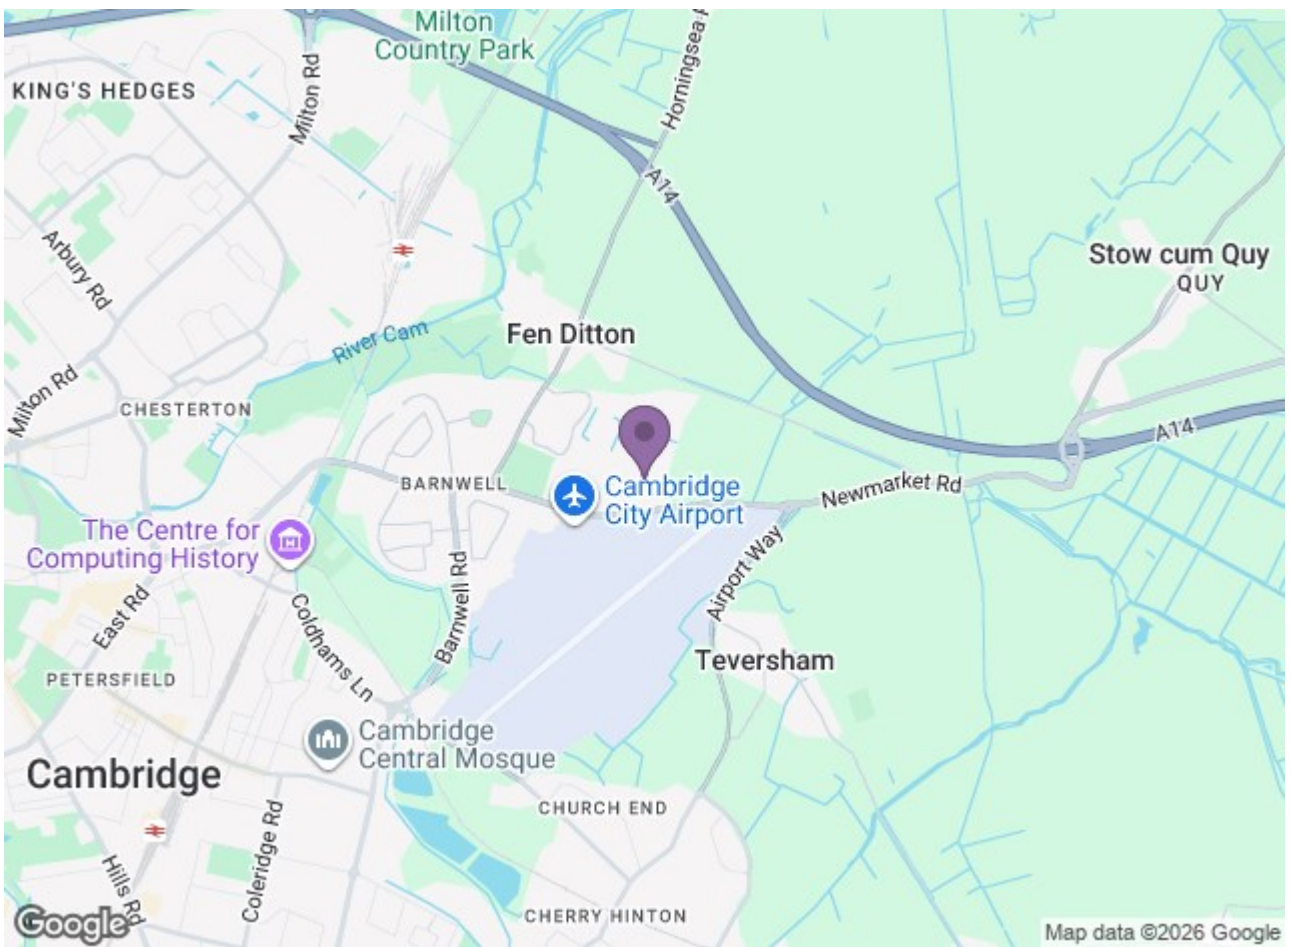 Milton
Country Park
KING'S HEDGES
Milton Rd
A14
Arbury Rd
Stow cum Quy
QUY
River Cam
Fen Ditton
Milton Rd
CHESTERTON
A14
BARNWELL
Cambridge
City Airport
Newmarket Rd
The Centre for
Computing History
Airport Way
East Rd
Coldhams Ln
Barnwell Rd
Teversham
PETERSFIELD
Cambridge
Central Mosque
Cambridge
CHURCH END
Coleridge Rd
Hills Rd
CHERRY HINTON
Google
Map data ©2026 Google